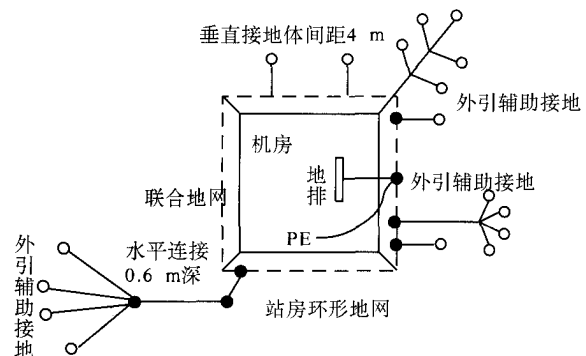 垂直接地体间距4 m
外引辅助接地
机房
地排
外引辅助接地
联合地网
PE
水平连接
0.6 m深
外引辅助接地
站房环形地网